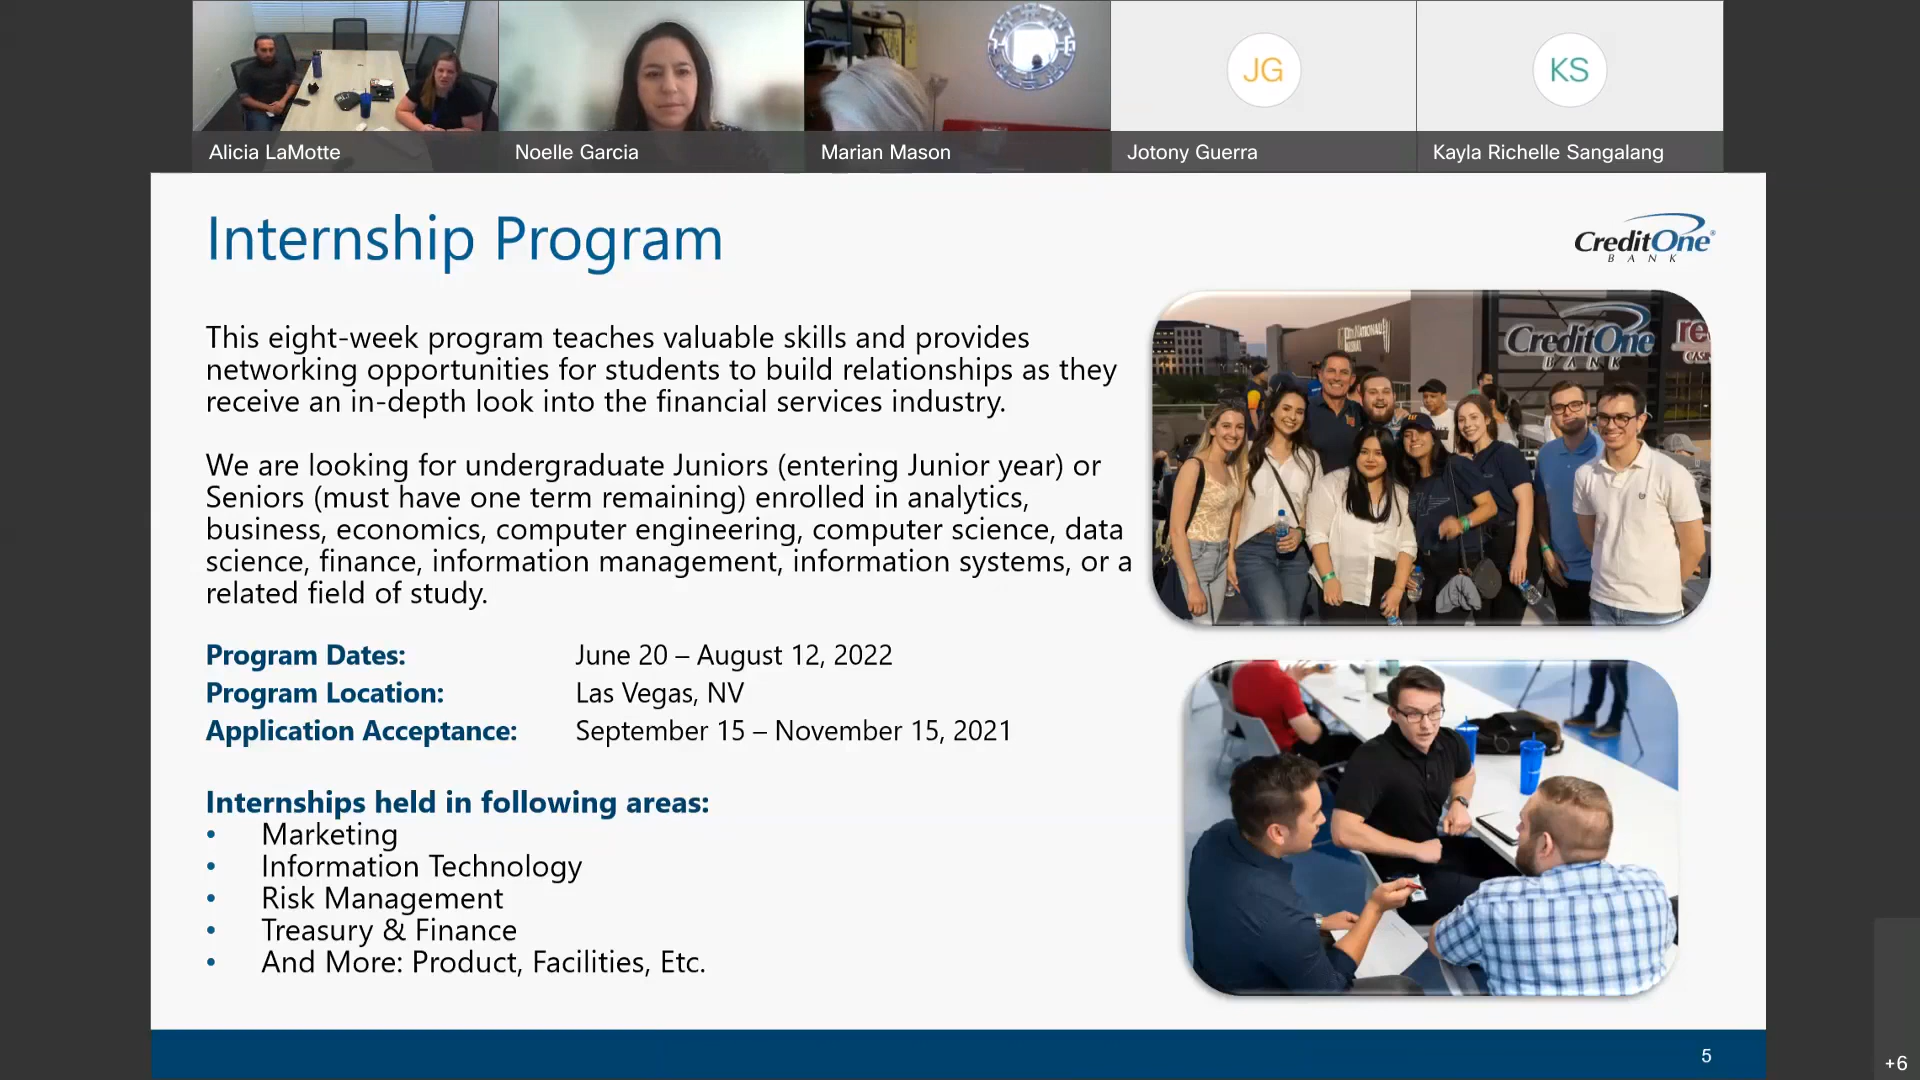 Alicia LaMotte
Noelle Garcia
Marian Mason
JG
Jotony Guerra
KS
Kayla Richelle Sangalang
Internship Program
CreditOne®
BANK
This eight-week program teaches valuable skills and provides
networking opportunities for students to build relationships as they
receive an in-depth look into the financial services industry.
We are looking for undergraduate Juniors (entering Junior year) or
Seniors (must have one term remaining) enrolled in analytics,
business, economics, computer engineering, computer science, data
science, finance, information management, information systems, or a
related field of study.
Program Dates: June 20 – August 12, 2022
Program Location: Las Vegas, NV
Application Acceptance: September 15 – November 15, 2021
Internships held in following areas:
• Marketing
• Information Technology
• Risk Management
• Treasury & Finance
• And More: Product, Facilities, Etc.
CreditOne
BANK
re
5
+6